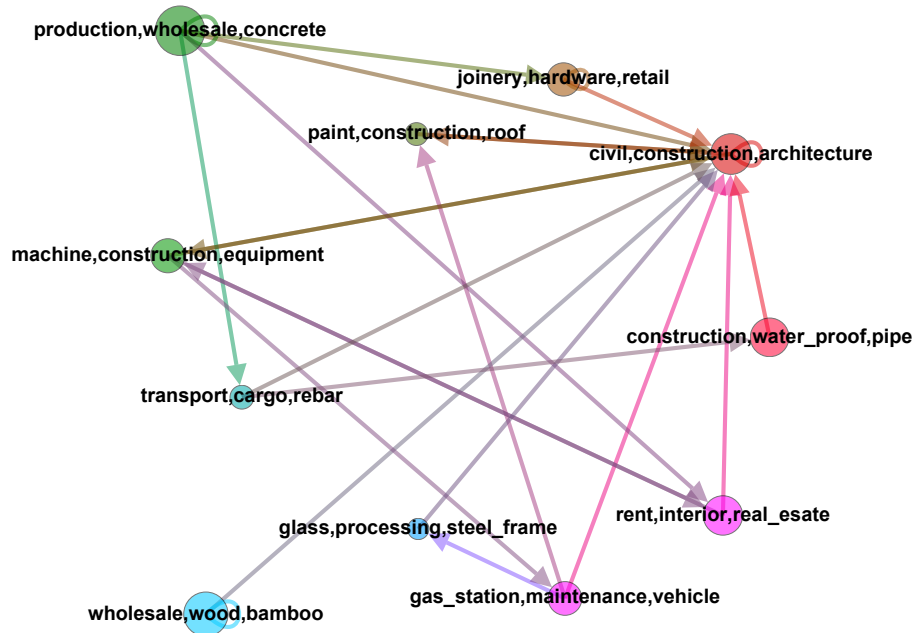 production,wholesale,concrete
joinery,hardware,retail
paint,construction,roof
civil,construction,architecture
machine,construction,equipment
construction,water_proof,pipe
transport,cargo,rebar
rent,interior,real_esate
glass,processing,steel_frame
gas_station,maintenance,vehicle
wholesale,wood,bamboo